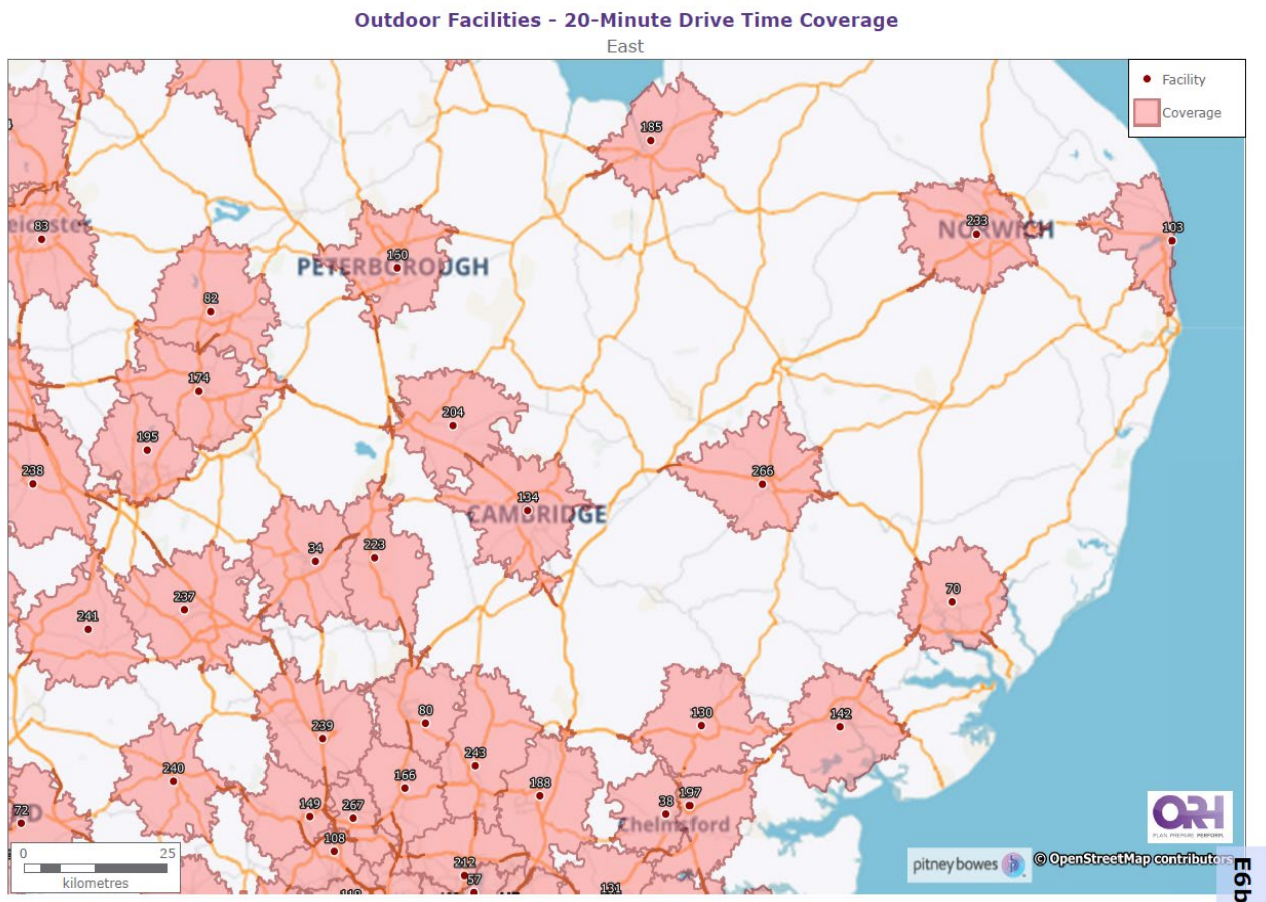 Outdoor Facilities - 20-Minute Drive Time Coverage
East
Facility
Coverage
185
83
233
NORWICH
103
160
PETERBOROUGH
82
174
204
195
238
266
134
CAMBRIDGE
34
223
70
237
241
80
130
142
239
243
240
166
188
149
267
38
197
72
Chelmsford
108
212
57
131
0 25
kilometres
ORH
PLAN. PREPARE. PERFORM.
pitney bowes
© OpenStreetMap contributors
E6b